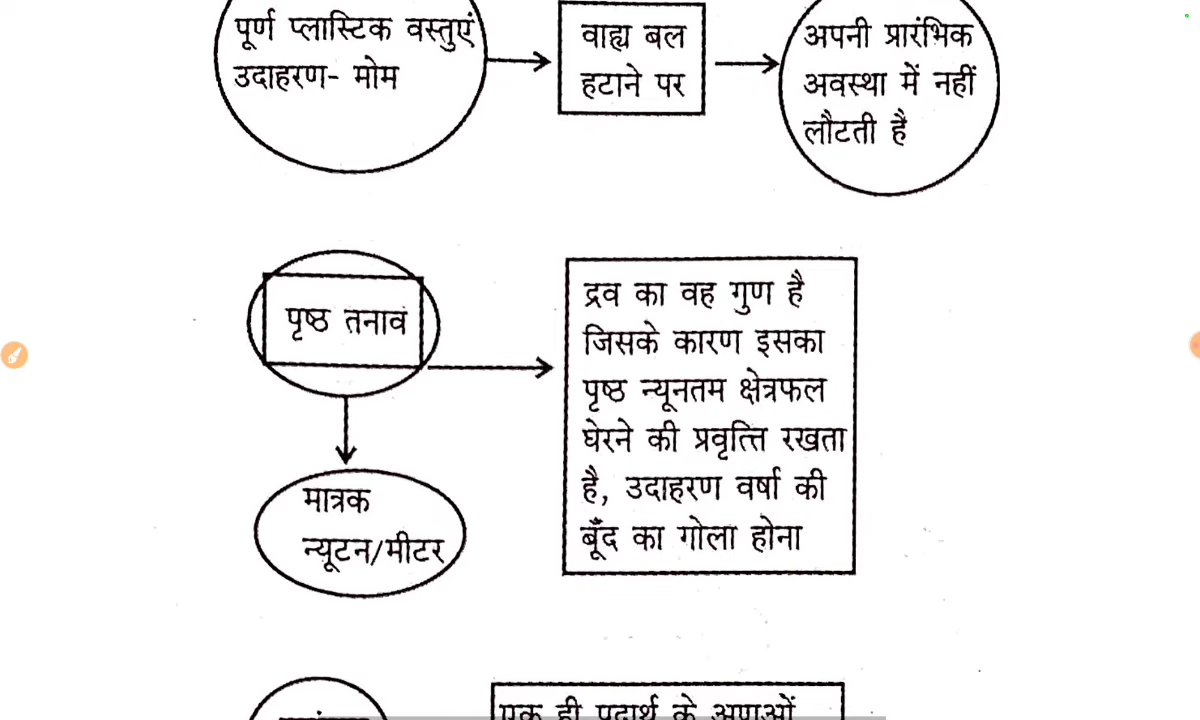 पूर्ण प्लास्टिक वस्तुएं
उदाहरण- मोम
वाह्य बल
हटाने पर
अपनी प्रारंभिक
अवस्था में नहीं
लौटती है
पृष्ठ तनाव
द्रव का वह गुण है
जिसके कारण इसका
पृष्ठ न्यूनतम क्षेत्रफल
घेरने की प्रवृत्ति रखता
है, उदाहरण वर्षा की
बूँद का गोला होना
मात्रक
न्यूटन/मीटर
एक ही पदार्थ के अणुओं